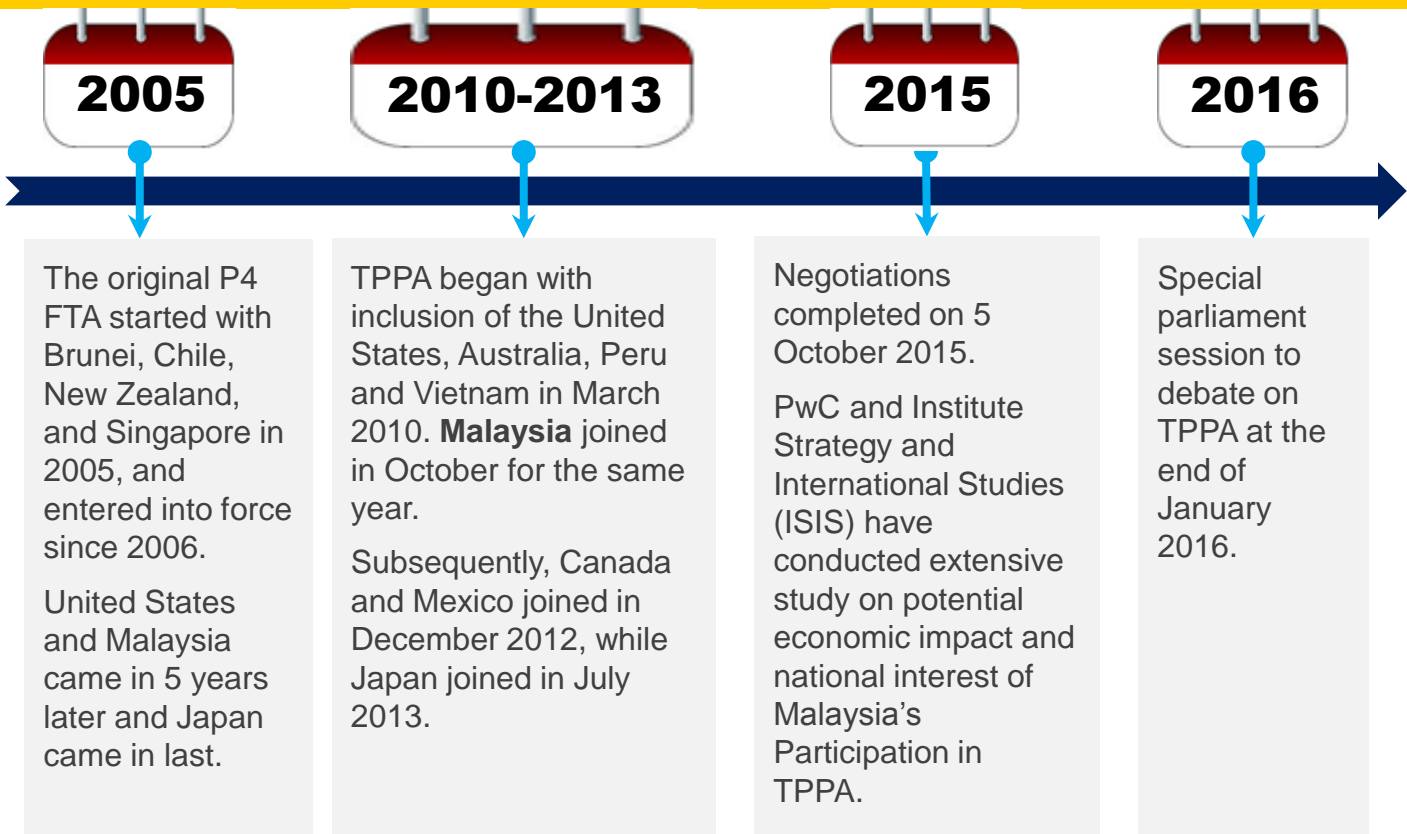 2005
2010-2013
2015
2016
The original P4
FTA started with
Brunei, Chile,
New Zealand,
and Singapore in
2005, and
entered into force
since 2006.
United States
and Malaysia
came in 5 years
later and Japan
came in last.
TPPA began with
inclusion of the United
States, Australia, Peru
and Vietnam in March
2010. Malaysia joined
in October for the same
year.
Subsequently, Canada
and Mexico joined in
December 2012, while
Japan joined in July
2013.
Negotiations
completed on 5
October 2015.
PwC and Institute
Strategy and
International Studies
(ISIS) have
conducted extensive
study on potential
economic impact and
national interest of
Malaysia’s
Participation in
TPPA.
Special
parliament
session to
debate on
TPPA at the
end of
January
2016.